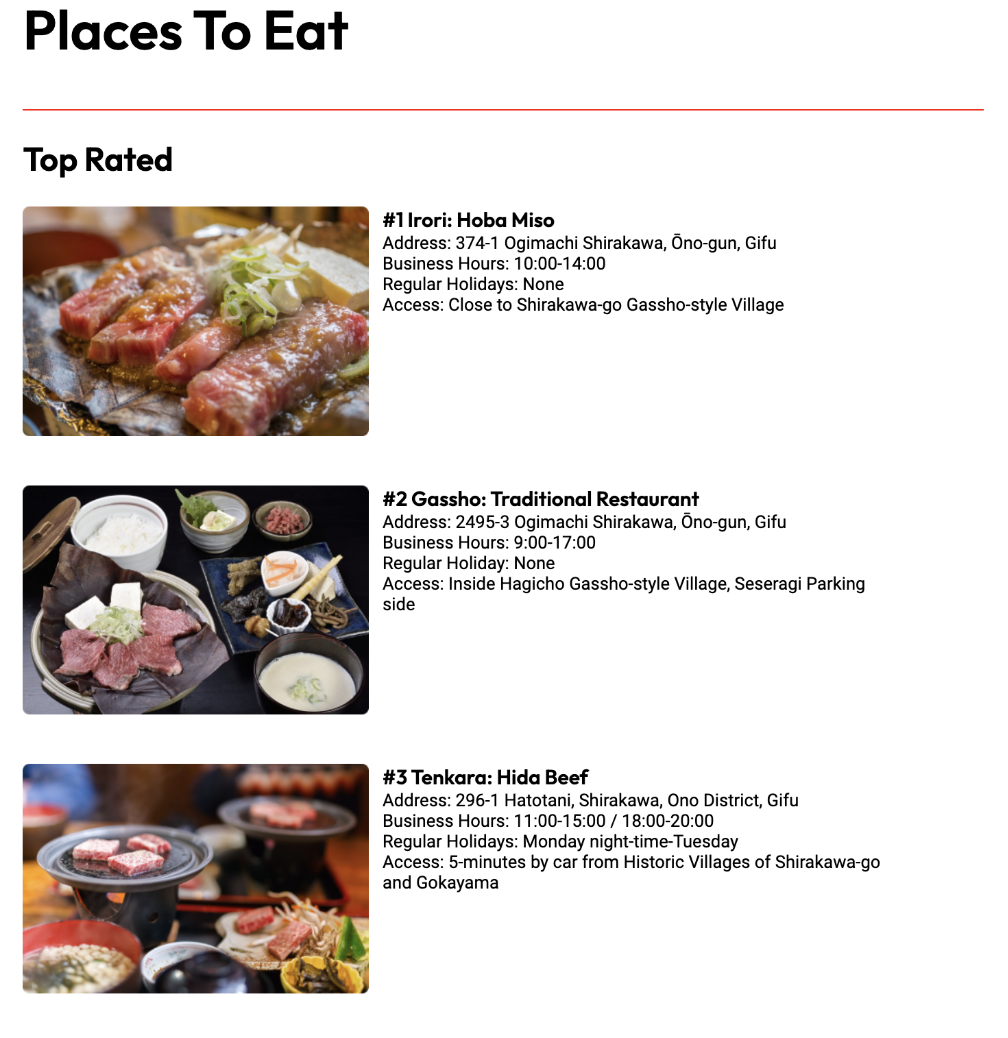 Places To Eat
Top Rated
#1 Irori: Hoba Miso
Address: 374-1 Ogimachi Shirakawa, Ōno-gun, Gifu
Business Hours: 10:00-14:00
Regular Holidays: None
Access: Close to Shirakawa-go Gassho-style Village
#2 Gassho: Traditional Restaurant
Address: 2495-3 Ogimachi Shirakawa, Ōno-gun, Gifu
Business Hours: 9:00-17:00
Regular Holiday: None
Access: Inside Hagicho Gassho-style Village, Seseragi Parking
side
#3 Tenkara: Hida Beef
Address: 296-1 Hatotani, Shirakawa, Ono District, Gifu
Business Hours: 11:00-15:00 / 18:00-20:00
Regular Holidays: Monday night-time-Tuesday
Access: 5-minutes by car from Historic Villages of Shirakawa-go
and Gokayama